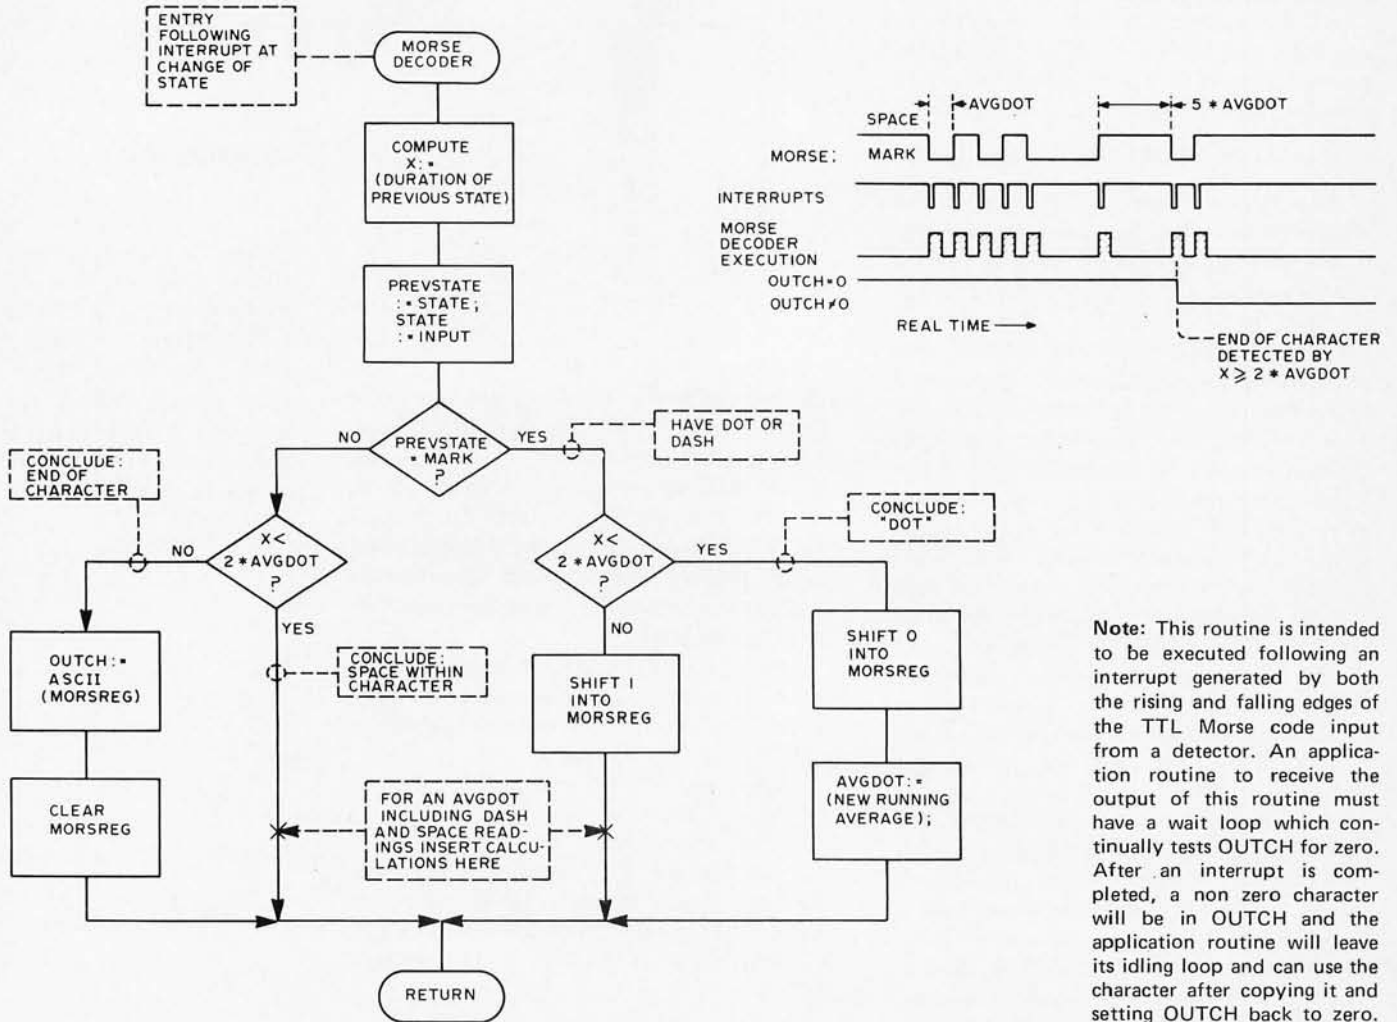 ENTRY
FOLLOWING
INTERRUPT AT
CHANGE OF
STATE
MORSE
DECODER
COMPUTE
X:=
(DURATION OF
PREVIOUS STATE)
PREVSTATE
:= STATE;
STATE
:= INPUT
NO
PREVSTATE
= MARK
?
YES
HAVE DOT OR
DASH
CONCLUDE:
END OF
CHARACTER
NO
X<
2 * AVGDOT
?
YES
CONCLUDE:
SPACE WITHIN
CHARACTER
X<
2 * AVGDOT
?
YES
NO
CONCLUDE:
"DOT"
OUTCH:=
ASCII
(MORSREG)
CLEAR
MORSREG
SHIFT 1
INTO
MORSREG
SHIFT 0
INTO
MORSREG
AVGDOT:=
(NEW RUNNING
AVERAGE);
FOR AN AVGDOT
INCLUDING DASH
AND SPACE READ-
INGS INSERT CALCU-
LATIONS HERE
RETURN
AVGDOT
5 * AVGDOT
SPACE
MORSE: MARK
INTERRUPTS
MORSE
DECODER
EXECUTION
OUTCH=0
OUTCH≠0
REAL TIME
END OF CHARACTER
DETECTED BY
X ≥ 2 * AVGDOT
Note: This routine is intended
to be executed following an
interrupt generated by both
the rising and falling edges of
the TTL Morse code input
from a detector. An applica-
tion routine to receive the
output of this routine must
have a wait loop which con-
tinually tests OUTCH for zero.
After an interrupt is com-
pleted, a non zero character
will be in OUTCH and the
application routine will leave
its idling loop and can use the
character after copying it and
setting OUTCH back to zero.